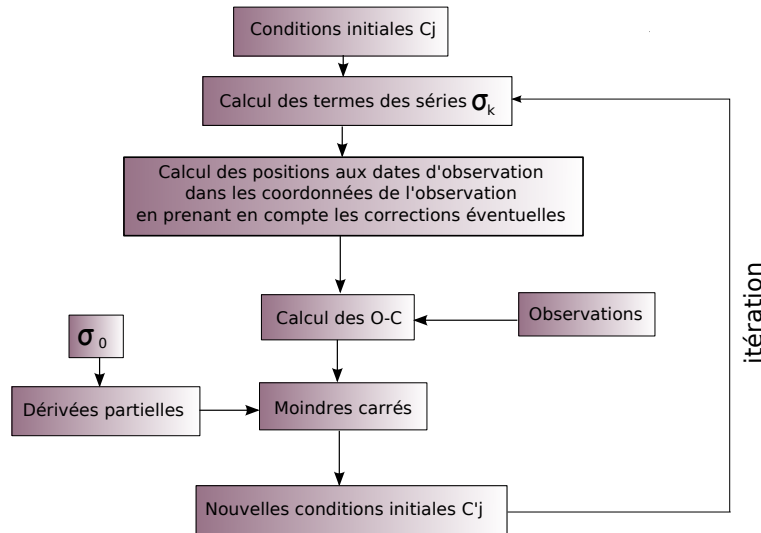 Conditions initiales Cj
Calcul des termes des séries σk
Calcul des positions aux dates d'observation
dans les coordonnées de l'observation
en prenant en compte les corrections éventuelles
Calcul des O-C
Observations
σ0
Dérivées partielles
Moindres carrés
Nouvelles conditions initiales C'j
itération